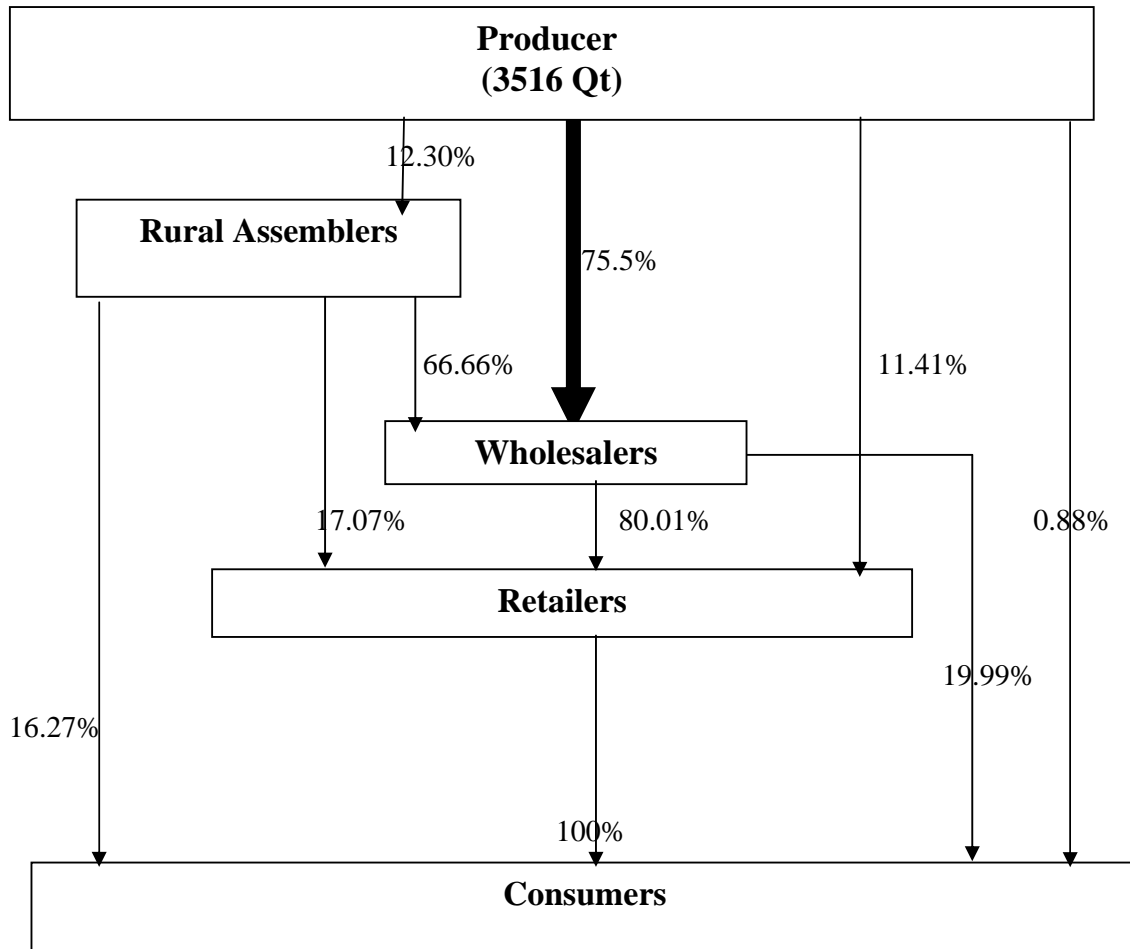 Producer
(3516 Qt)
12.30%
Rural Assemblers
75.5%
66.66%
11.41%
Wholesalers
17.07%
80.01%
0.88%
Retailers
19.99%
16.27%
100%
Consumers